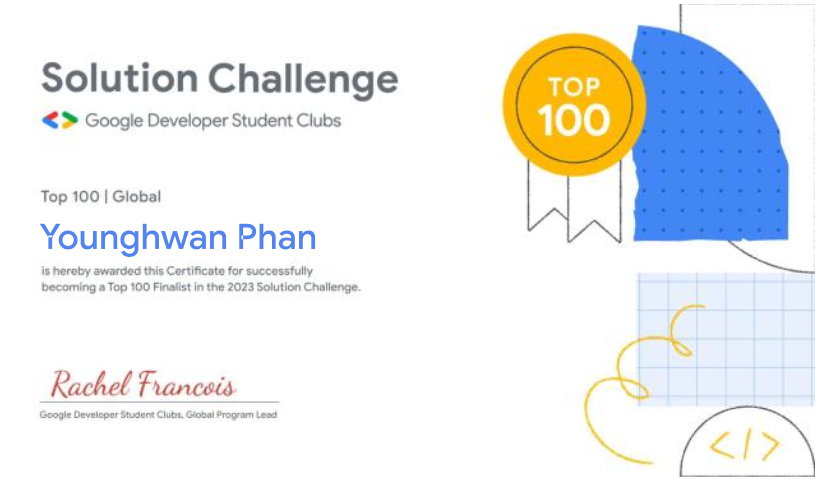 Solution Challenge
Google Developer Student Clubs
TOP
100
Top 100 | Global
Younghwan Phan
is hereby awarded this Certificate for successfully
becoming a Top 100 Finalist in the 2023 Solution Challenge.
Rachel Francois
Google Developer Student Clubs, Global Program Lead
</>